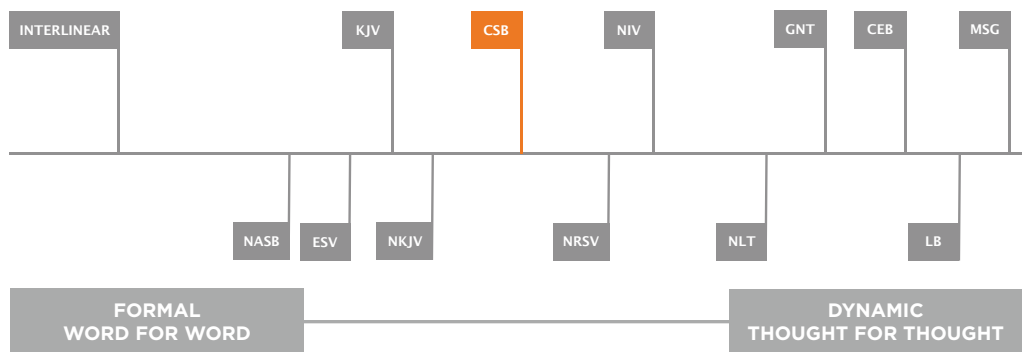 INTERLINEAR
KJV
CSB
NIV
GNT
CEB
MSG
NASB
ESV
NKJV
NRSV
NLT
LB
FORMAL
WORD FOR WORD
DYNAMIC
THOUGHT FOR THOUGHT